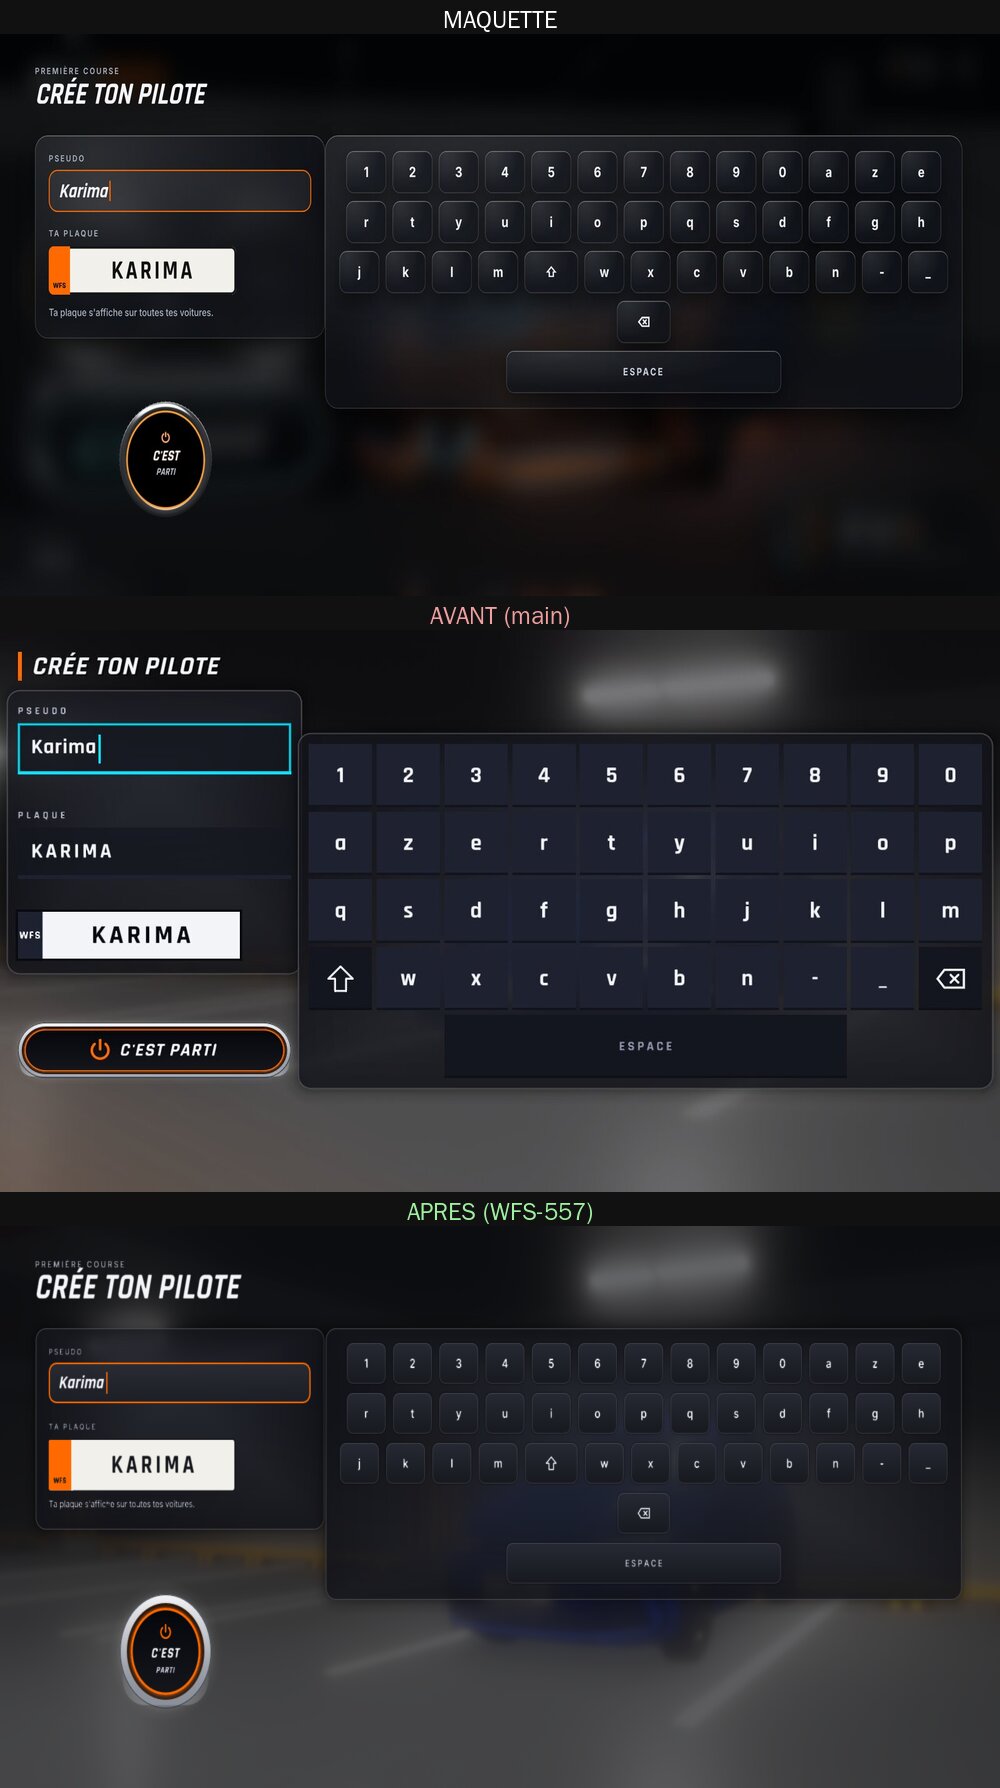 MAQUETTE
PREMIÈRE COURSE
CRÉE TON PILOTE
PSEUDO
Karima
TA PLAQUE
WFS KARIMA
Ta plaque s'affiche sur toutes tes voitures.
1 2 3 4 5 6 7 8 9 0 a z e
r t y u i o p q s d f g h
j k l m w x c v b n - _
ESPACE
C'EST
PARTI
AVANT (main)
CRÉE TON PILOTE
PSEUDO
Karima
PLAQUE
KARIMA
WFS KARIMA
C'EST PARTI
1 2 3 4 5 6 7 8 9 0
a z e r t y u i o p
q s d f g h j k l m
w x c v b n - _
ESPACE
APRES (WFS-557)
PREMIÈRE COURSE
CRÉE TON PILOTE
PSEUDO
Karima
TA PLAQUE
WFS KARIMA
Ta plaque s'affiche sur toutes tes voitures.
1 2 3 4 5 6 7 8 9 0 a z e
r t y u i o p q s d f g h
j k l m w x c v b n - _
ESPACE
C'EST
PARTI